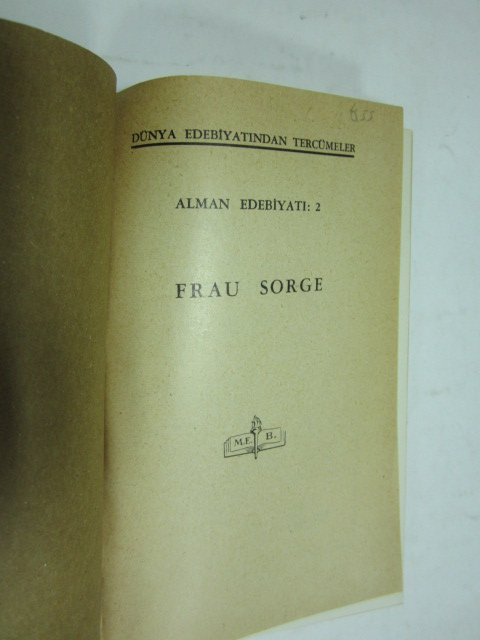 DÜNYA EDEBİYATINDAN TERCÜMELER
ALMAN EDEBİYATI: 2
FRAU SORGE
M.E. B.